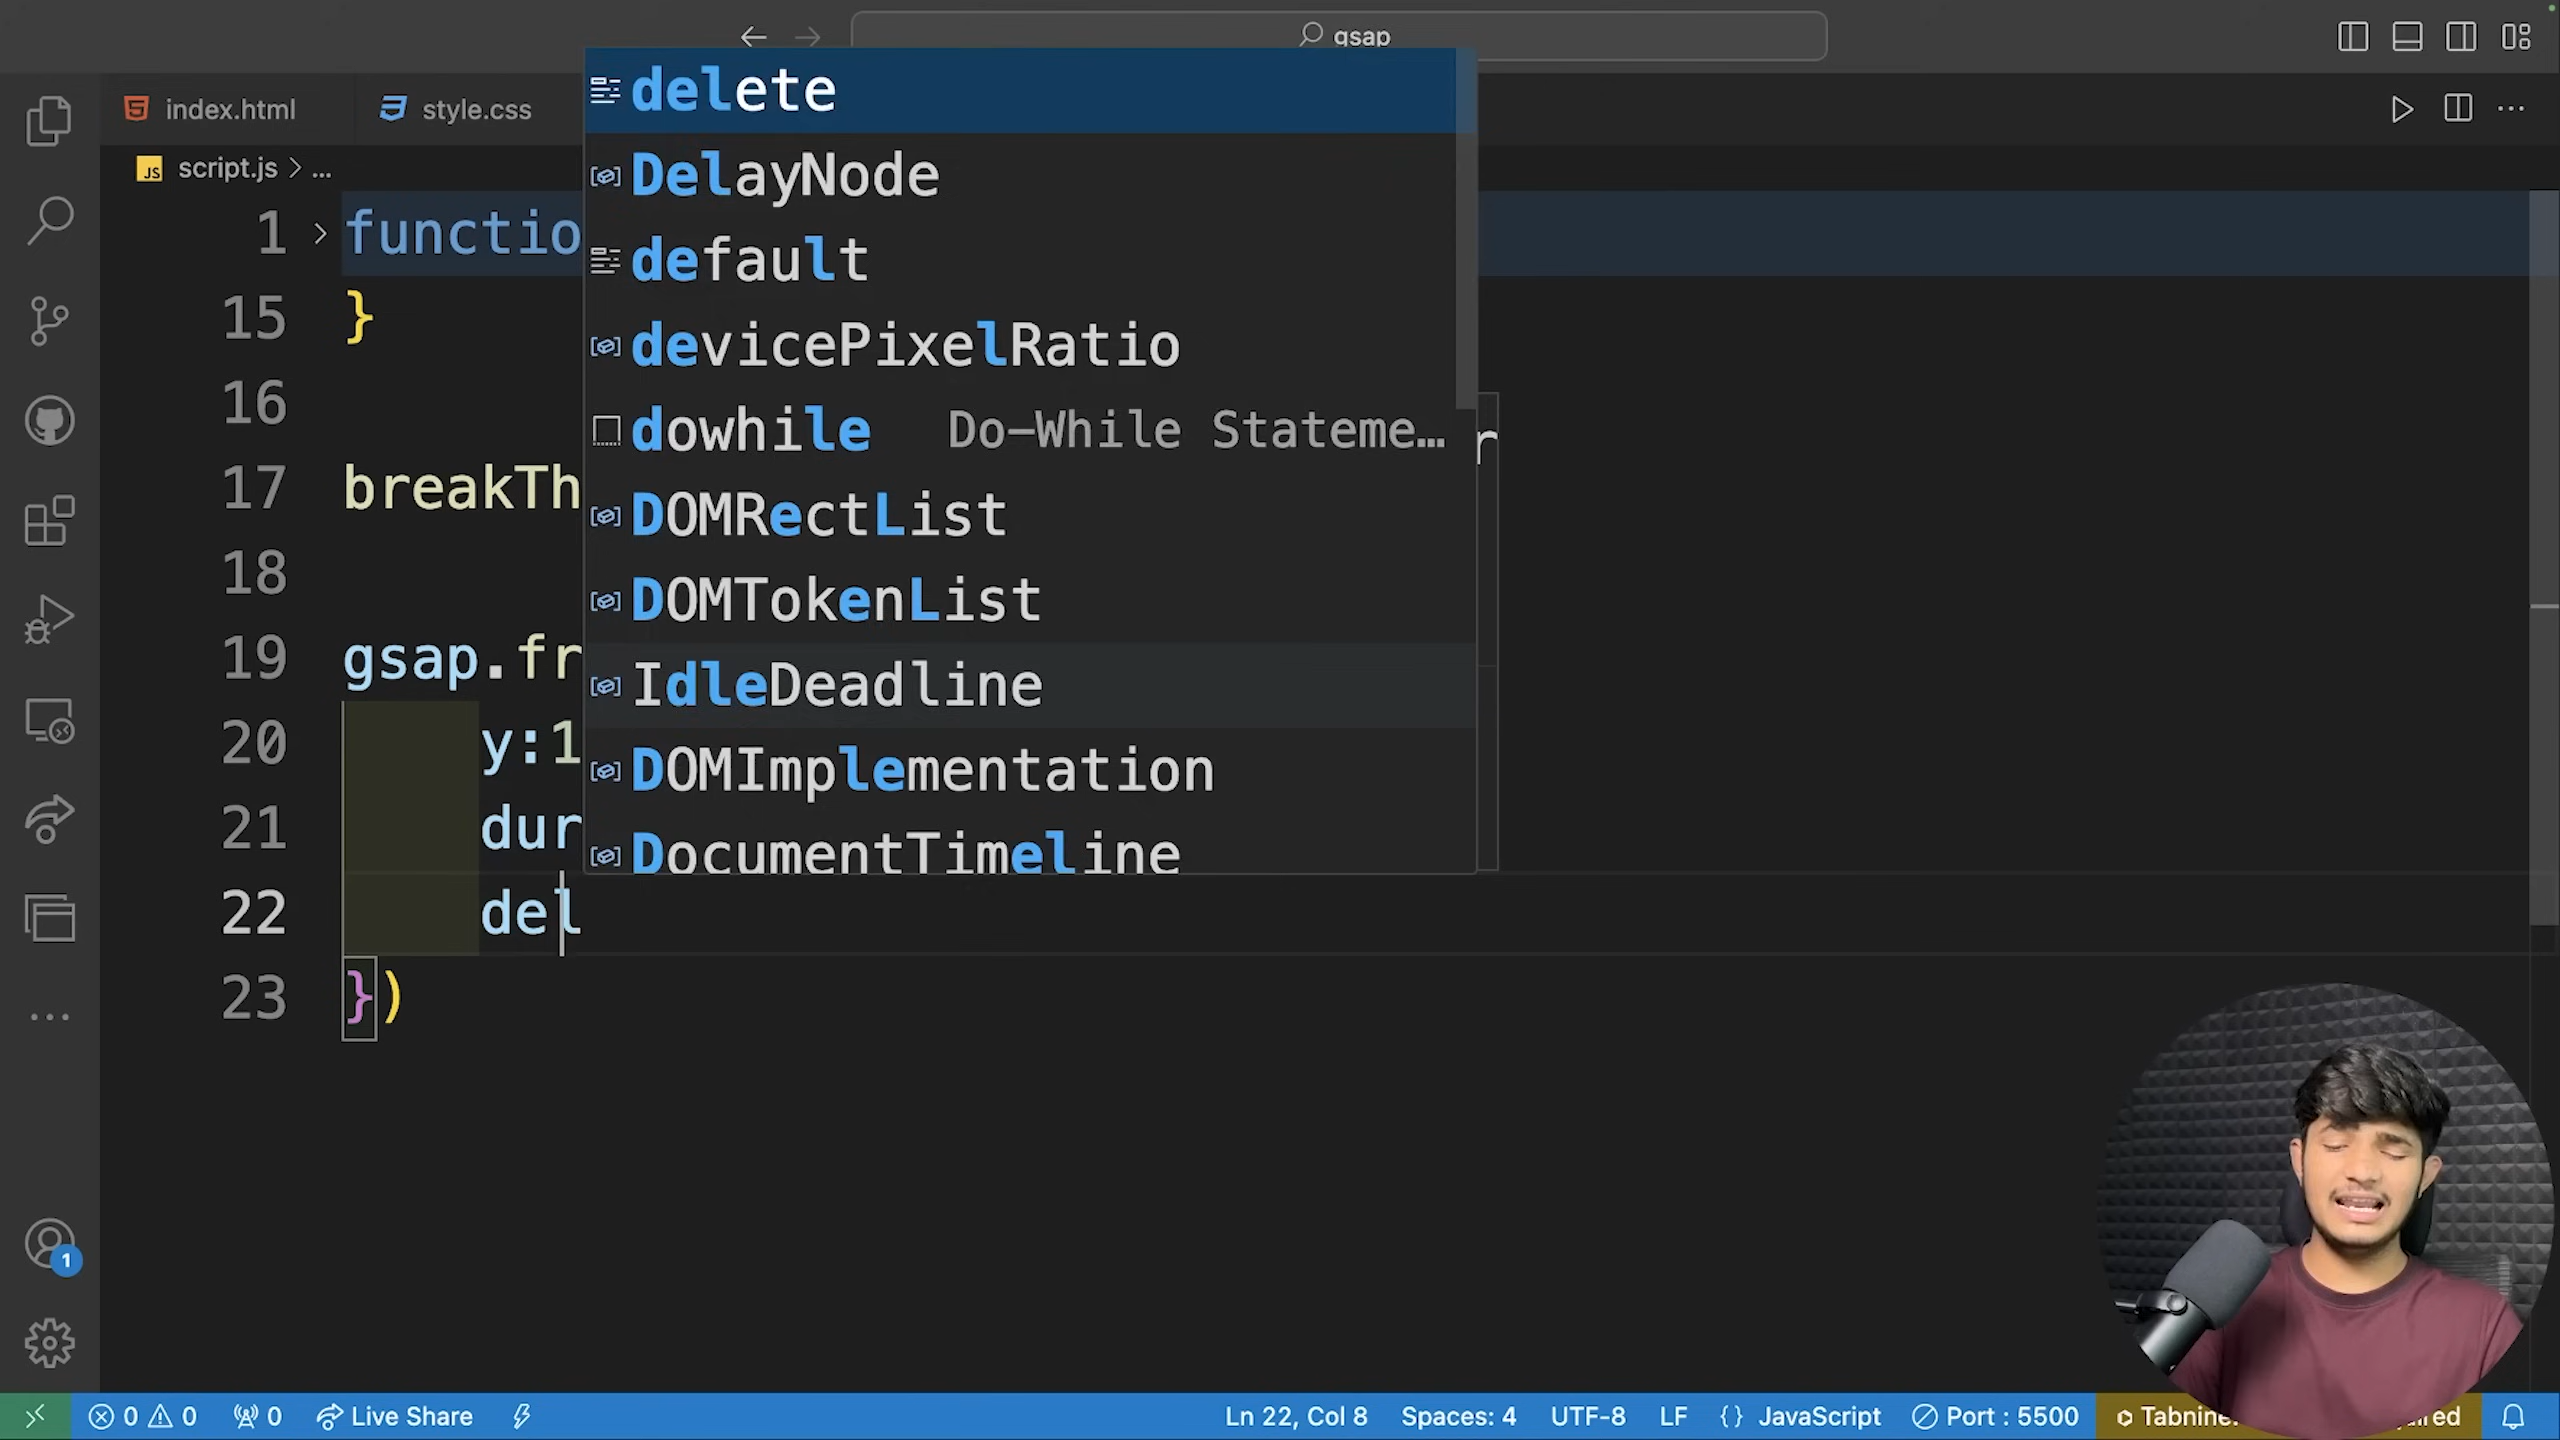 gsap
index.html
style.css
script.js > ...
1 functio
15 }
16
17 breakTh
18
19 gsap.fr
20 y:1
21 dur
22 del
23 })
delete
DelayNode
default
devicePixelRatio
dowhile Do-While Stateme...
DOMRectList
DOMTokenList
IdleDeadline
DOMImplementation
DocumentTimeline
r
1
0 0 0 Live Share Ln 22, Col 8 Spaces: 4 UTF-8 LF {} JavaScript Port : 5500 Tabnine: